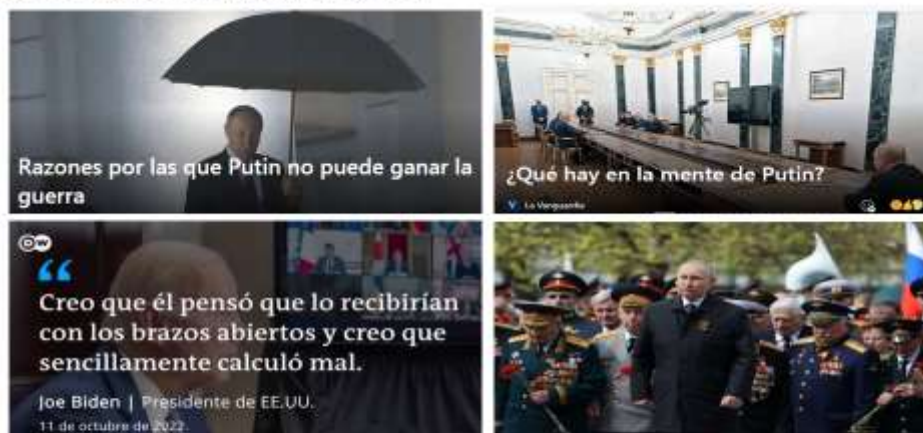 Razones por las que Putin no puede ganar la
guerra
¿Qué hay en la mente de Putin?
La Vanguardia
DW
“
Creo que él pensó que lo recibirían
con los brazos abiertos y creo que
sencillamente calculó mal.
Joe Biden | Presidente de EE.UU.
11 de octubre de 2022.